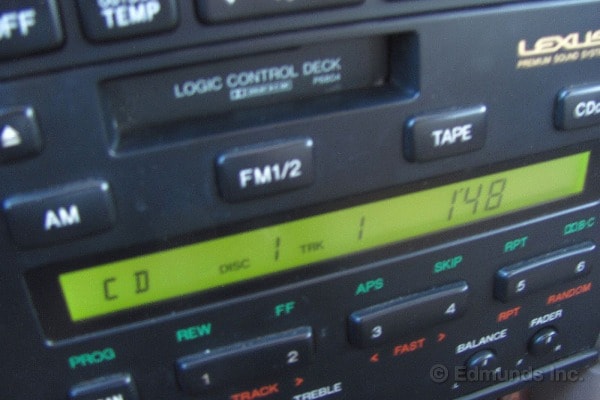 OFF
TEMP
LEXUS
PREMIUM SOUND SYSTEM
LOGIC CONTROL DECK
CD
TAPE
FM1/2
AM
CD DISC 1 TRK 1 1'48
PROG REW FF APS SKIP RPT B·C
1 2 3 4 5 6
TRACK > < FAST > RPT RANDOM
TREBLE BALANCE FADER
© Edmunds Inc.